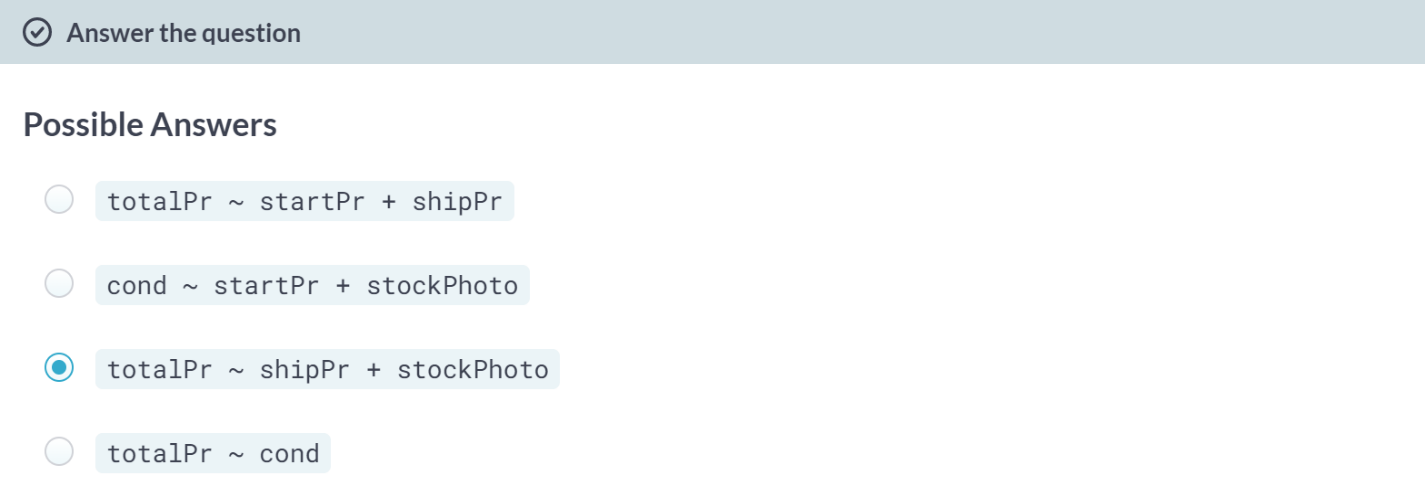 Answer the question
Possible Answers
totalPr ~ startPr + shipPr
cond ~ startPr + stockPhoto
totalPr ~ shipPr + stockPhoto
totalPr ~ cond